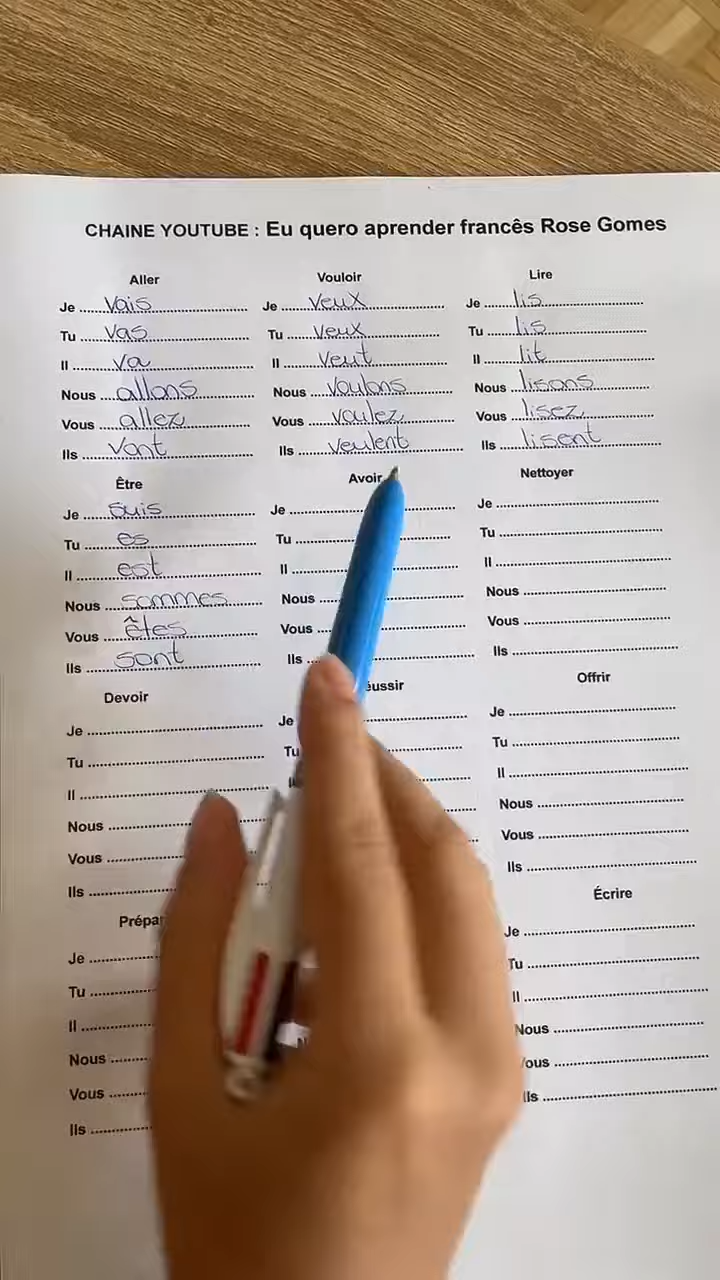 CHAINE YOUTUBE : Eu quero aprender francês Rose Gomes
Aller
Je vais
Tu vas
Il va
Nous allons
Vous allez
Ils vont
Vouloir
Je veux
Tu veux
Il veut
Nous voulons
Vous voulez
Ils veulent
Lire
Je lis
Tu lis
Il lit
Nous lisons
Vous lisez
Ils lisent
Être
Je suis
Tu es
Il est
Nous sommes
Vous êtes
Ils sont
Avoir
Je
Tu
Il
Nous
Vous
Ils
Nettoyer
Je
Tu
Il
Nous
Vous
Ils
Devoir
Je
Tu
Il
Nous
Vous
Ils
éussir
Je
Tu
Offrir
Je
Tu
Il
Nous
Vous
Ils
Prépar
Je
Tu
Il
Nous
Vous
Ils
Écrire
Je
Tu
Il
Nous
Vous
Ils